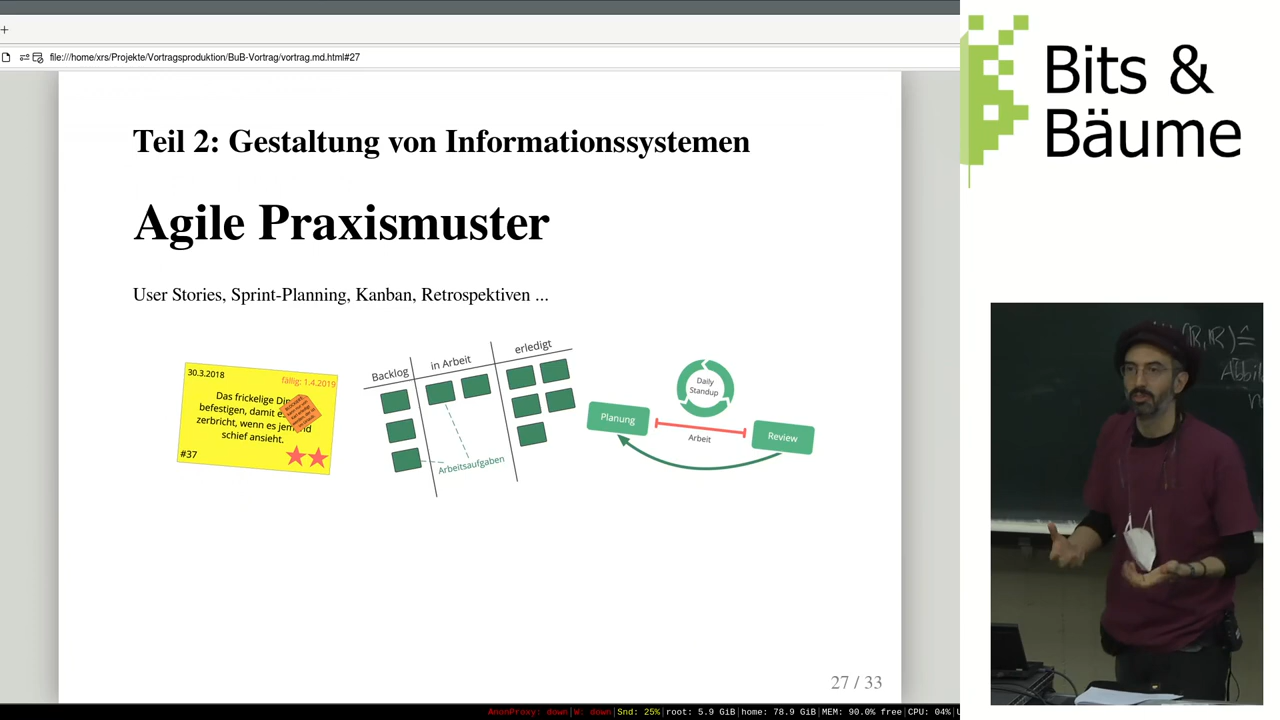 +
file:///home/xrs/Projekte/Vortragsproduktion/BuB-Vortrag/vortrag.md.html#27
Bits &
Bäume
Teil 2: Gestaltung von Informationssystemen
Agile Praxismuster
User Stories, Sprint-Planning, Kanban, Retrospektiven ...
30.3.2018
fällig: 1.4.2019
Das frickelige
befestigen, damit
zerbricht, wenn es
schief ansieht.
#37
Backlog
in Arbeit
erledigt
Arbeitsaufgaben
Daily
Standup
Planung
Arbeit
Review
27 / 33
AnonProxy: down|W: down|Snd: 25%|root: 5.9 GiB|home: 78.9 GiB|MEM: 90.0% free|CPU: 04%|